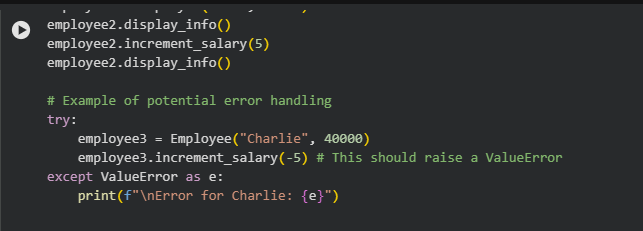 employee2.display_info()
employee2.increment_salary(5)
employee2.display_info()

# Example of potential error handling
try:
    employee3 = Employee("Charlie", 40000)
    employee3.increment_salary(-5) # This should raise a ValueError
except ValueError as e:
    print(f"\nError for Charlie: {e}")